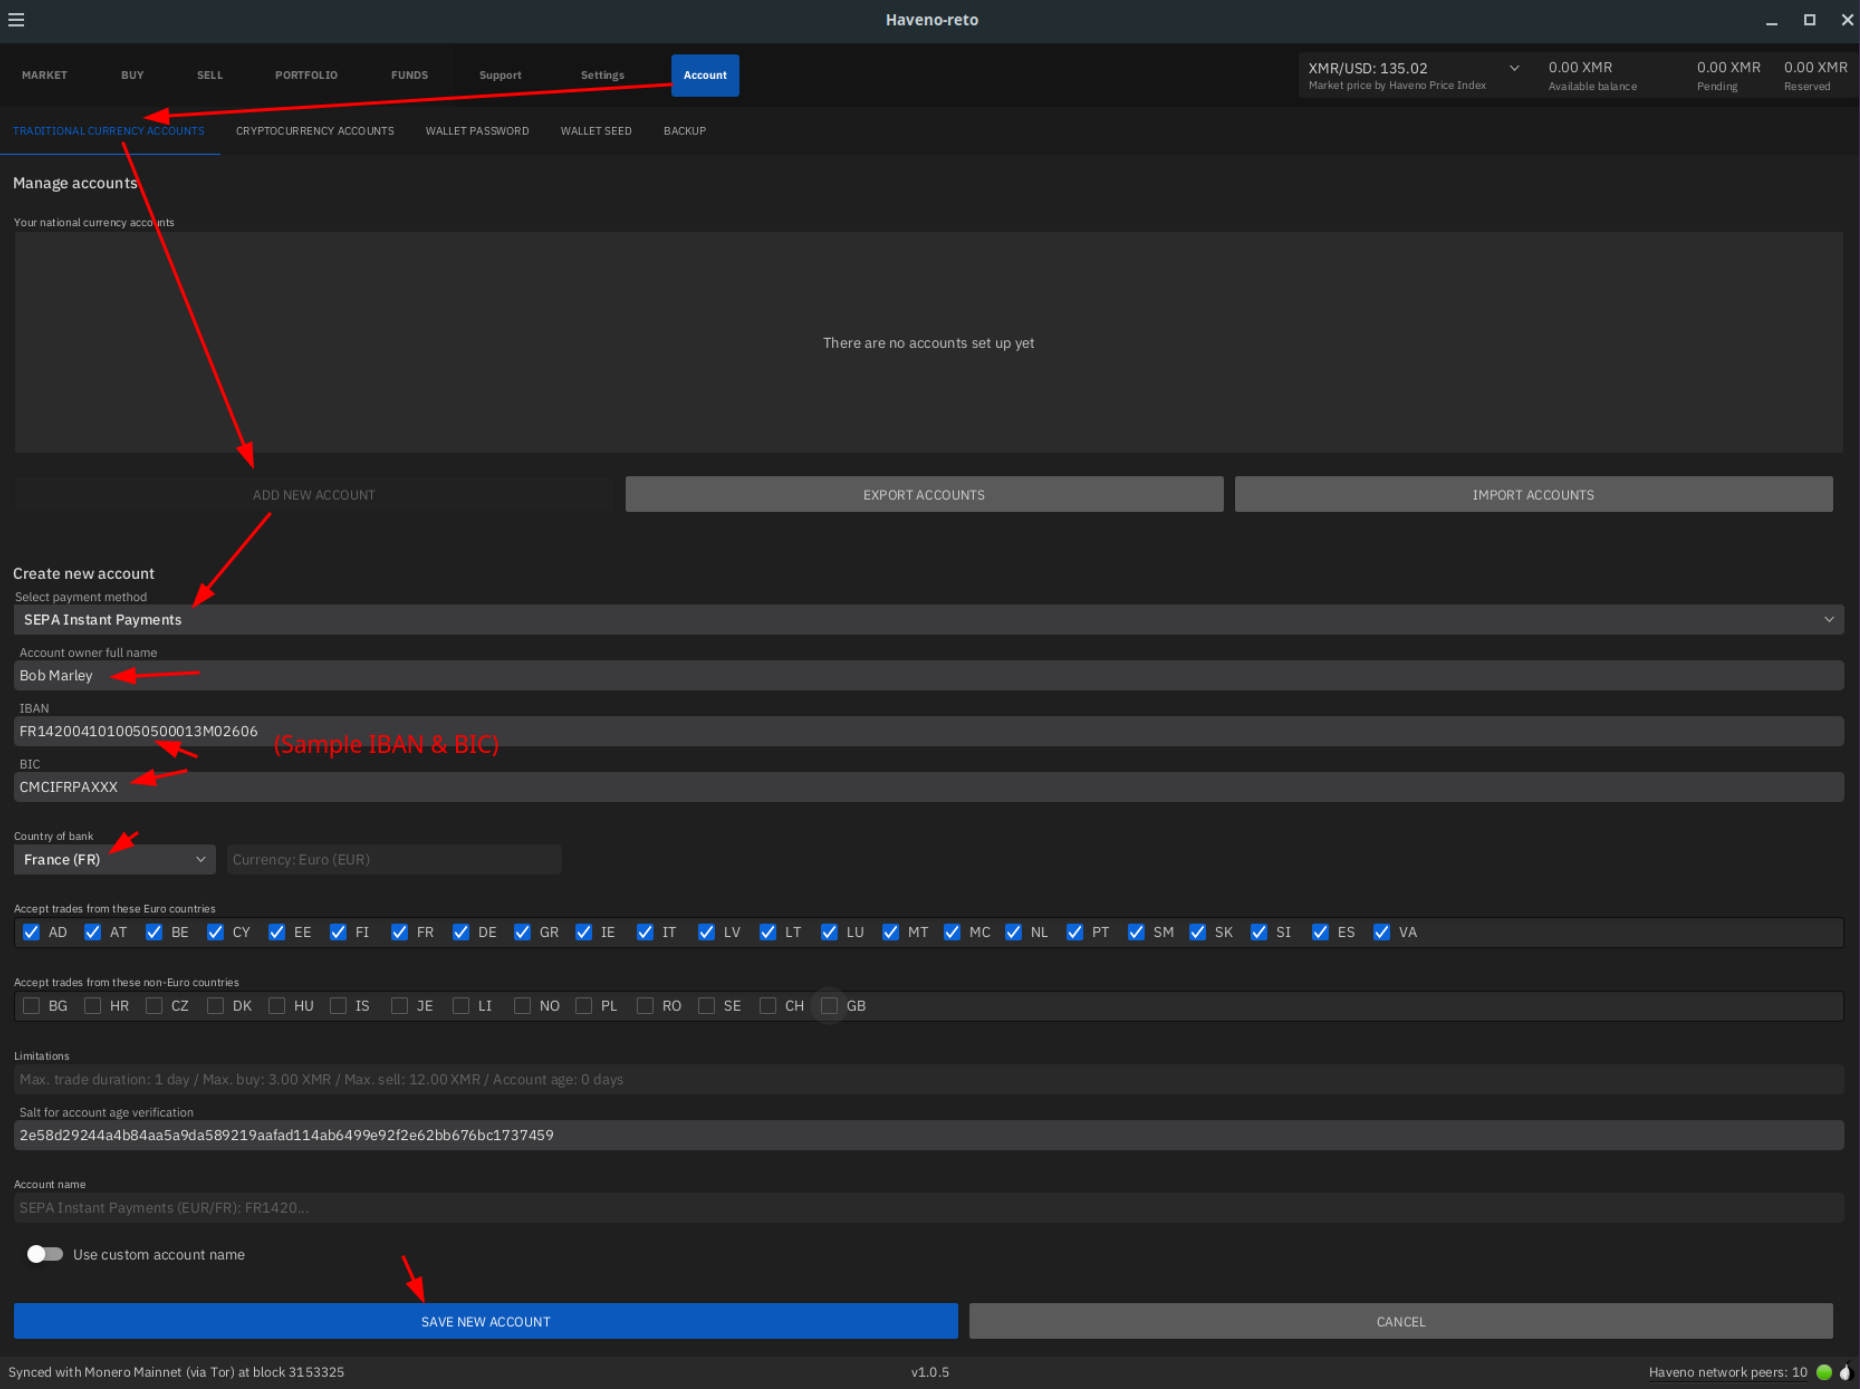 Haveno-reto
MARKET BUY SELL PORTFOLIO FUNDS Support Settings Account
XMR/USD: 135.02 0.00 XMR 0.00 XMR 0.00 XMR
Market price by Haveno Price Index Available balance Pending Reserved
TRADITIONAL CURRENCY ACCOUNTS CRYPTOCURRENCY ACCOUNTS WALLET PASSWORD WALLET SEED BACKUP
Manage accounts
Your national currency accounts
There are no accounts set up yet
ADD NEW ACCOUNT EXPORT ACCOUNTS IMPORT ACCOUNTS
Create new account
Select payment method
SEPA Instant Payments
Account owner full name
Bob Marley
IBAN
FR1420041010050500013M02606
(Sample IBAN & BIC)
BIC
CMCIFRPAXXX
Country of bank
France (FR) Currency: Euro (EUR)
Accept trades from these Euro countries
AD AT BE CY EE FI FR DE GR IE IT LV LT LU MT MC NL PT SM SK SI ES VA
Accept trades from these non-Euro countries
BG HR CZ DK HU IS JE LI NO PL RO SE CH GB
Limitations
Max. trade duration: 1 day / Max. buy: 3.00 XMR / Max. sell: 12.00 XMR / Account age: 0 days
Salt for account age verification
2e58d29244a4b84aa5a9da589219aafad114ab6499e92f2e62bb676bc1737459
Account name
SEPA Instant Payments (EUR/FR): FR1420...
Use custom account name
SAVE NEW ACCOUNT CANCEL
Synced with Monero Mainnet (via Tor) at block 3153325 v1.0.5 Haveno network peers: 10